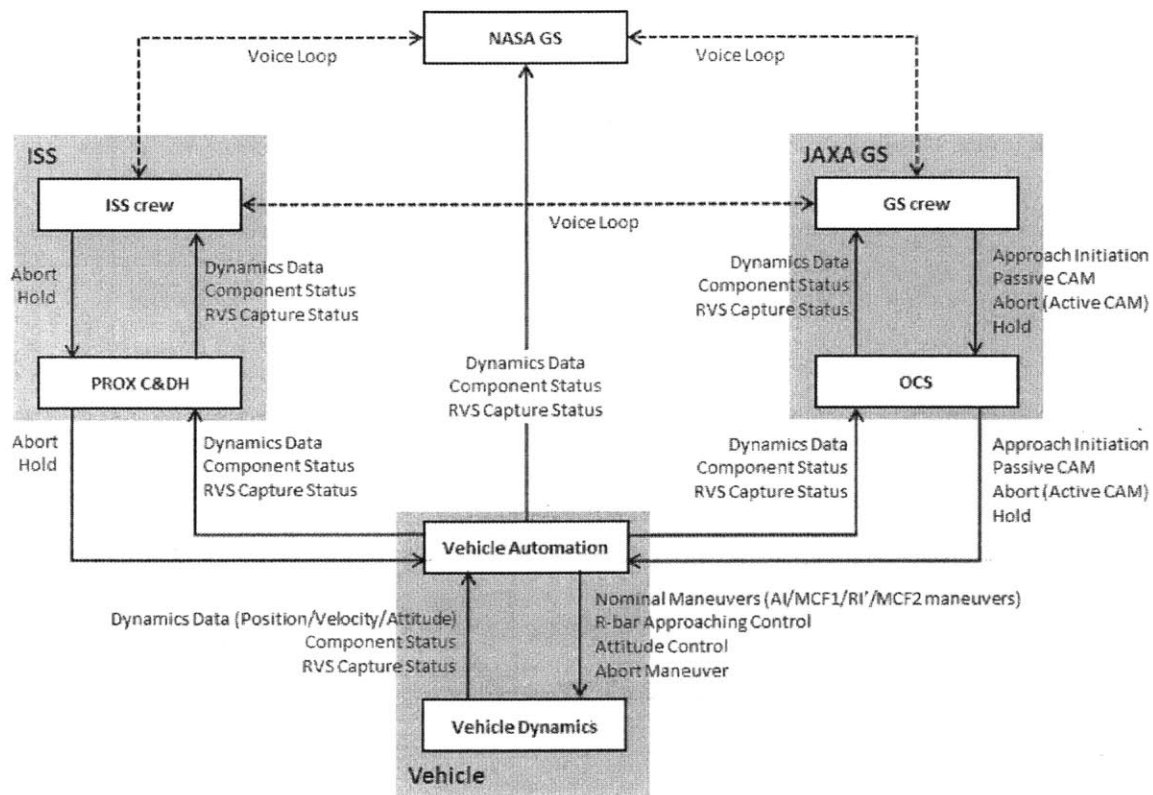 NASA GS
Voice Loop
Voice Loop
ISS
JAXA GS
ISS crew
GS crew
Voice Loop
Abort
Hold
Dynamics Data
Component Status
RVS Capture Status
Dynamics Data
Component Status
RVS Capture Status
Approach Initiation
Passive CAM
Abort (Active CAM)
Hold
PROX C&DH
Dynamics Data
Component Status
RVS Capture Status
OCS
Abort
Hold
Dynamics Data
Component Status
RVS Capture Status
Dynamics Data
Component Status
RVS Capture Status
Approach Initiation
Passive CAM
Abort (Active CAM)
Hold
Vehicle Automation
Dynamics Data (Position/Velocity/Attitude)
Component Status
RVS Capture Status
Nominal Maneuvers (AI/MCF1/RI'/MCF2 maneuvers)
R-bar Approaching Control
Attitude Control
Abort Maneuver
Vehicle Dynamics
Vehicle